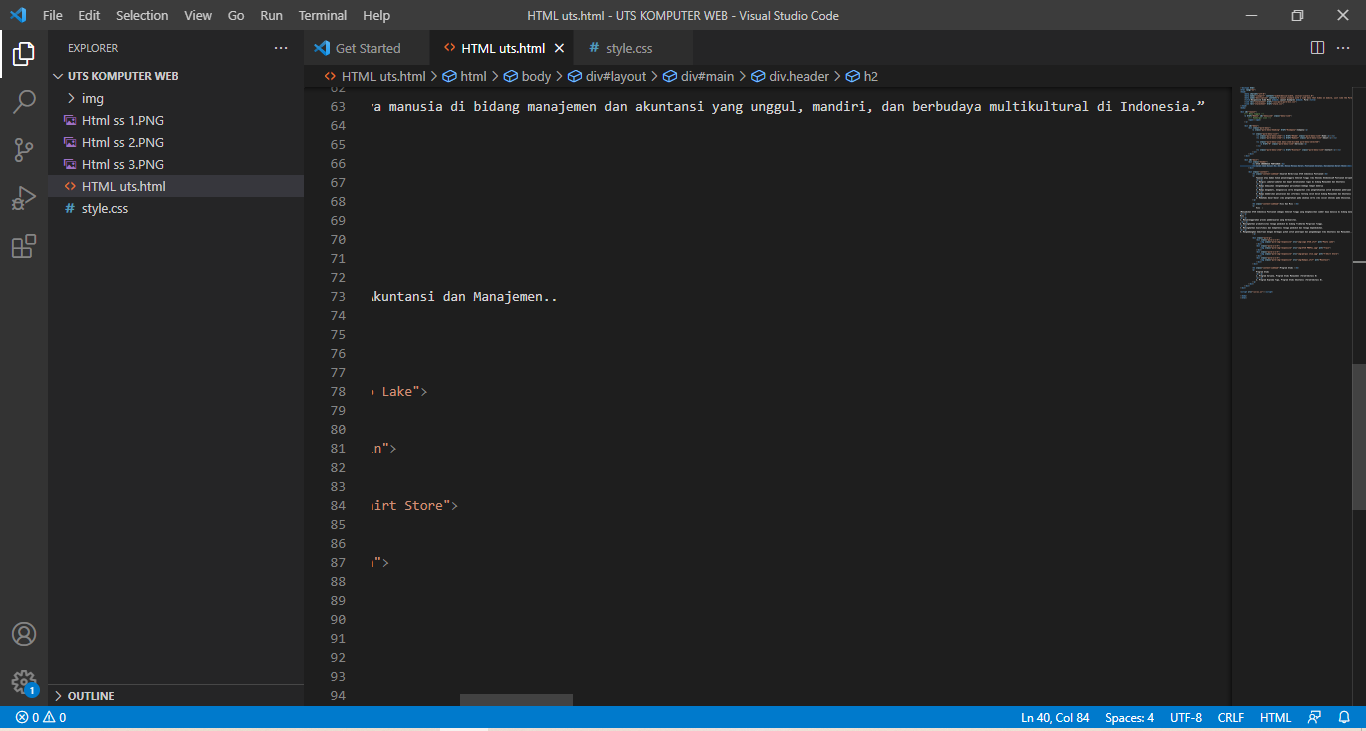 File Edit Selection View Go Run Terminal Help HTML uts.html - UTS KOMPUTER WEB - Visual Studio Code
EXPLORER
UTS KOMPUTER WEB
img
Html ss 1.PNG
Html ss 2.PNG
Html ss 3.PNG
HTML uts.html
style.css
OUTLINE
Get Started HTML uts.html style.css
HTML uts.html > html > body > div#layout > div#main > div.header > h2
62
63 manusia di bidang manajemen dan akuntansi yang unggul, mandiri, dan berbudaya multikultural di Indonesia.”
64
65
66
67
68
69
70
71
72
73 Akuntansi dan Manajemen..
74
75
76
77
78 Lake">
79
80
81 n">
82
83
84 irt Store">
85
86
87 ">
88
89
90
91
92
93
94
1
0 0 Ln 40, Col 84 Spaces: 4 UTF-8 CRLF HTML